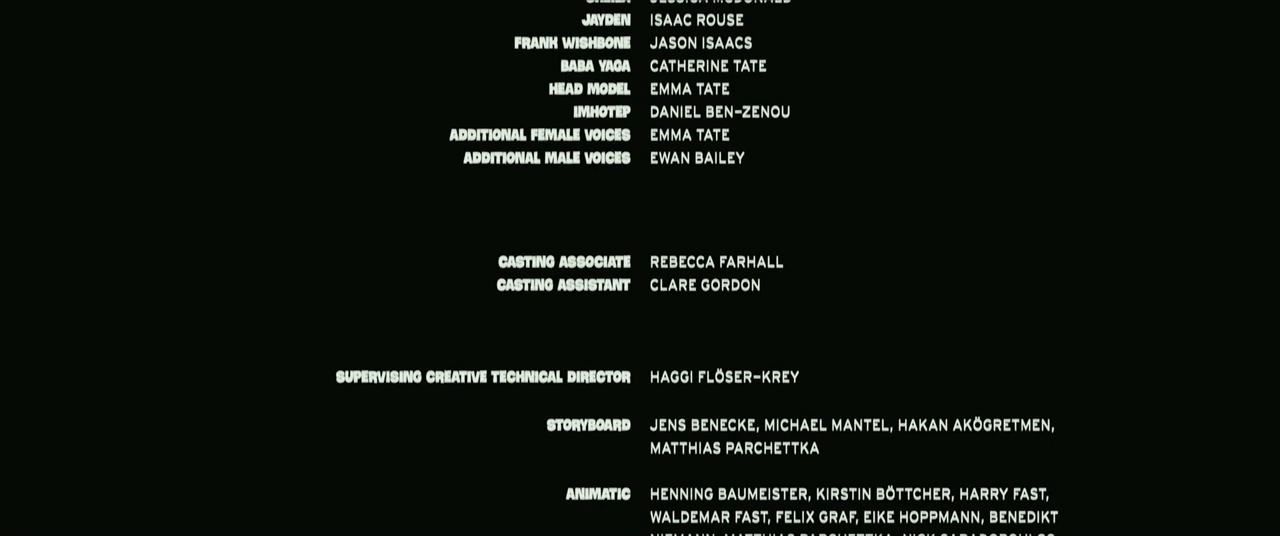 JAYDEN ISAAC ROUSE
FRANK WISHBONE JASON ISAACS
BABA YAGA CATHERINE TATE
HEAD MODEL EMMA TATE
IMHOTEP DANIEL BEN-ZENOU
ADDITIONAL FEMALE VOICES EMMA TATE
ADDITIONAL MALE VOICES EWAN BAILEY
CASTING ASSOCIATE REBECCA FARHALL
CASTING ASSISTANT CLARE GORDON
SUPERVISING CREATIVE TECHNICAL DIRECTOR HAGGI FLÖSER-KREY
STORYBOARD JENS BENECKE, MICHAEL MANTEL, HAKAN AKÖGRETMEN,
MATTHIAS PARCHETTKA
ANIMATIC HENNING BAUMEISTER, KIRSTIN BÖTTCHER, HARRY FAST,
WALDEMAR FAST, FELIX GRAF, EIKE HOPPMANN, BENEDIKT